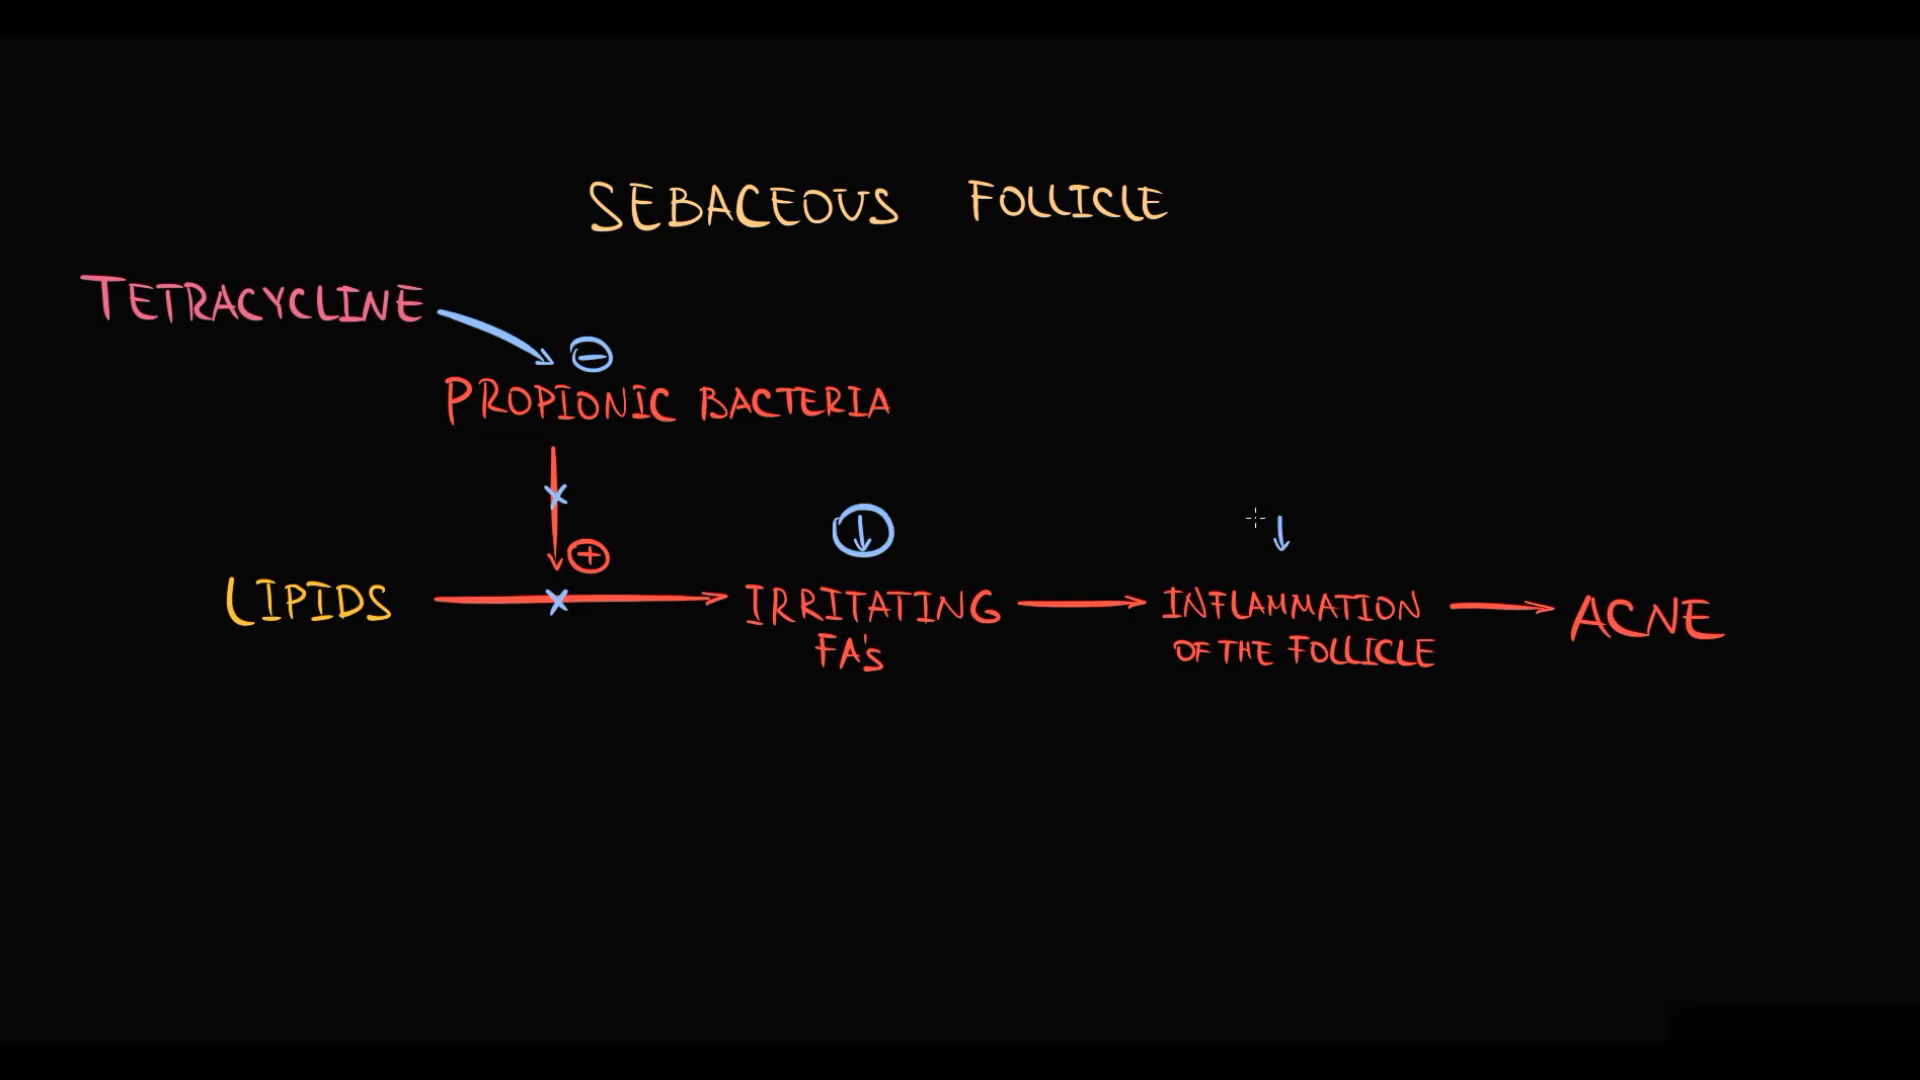 SEBACEOUS FOLLICLE
TETRACYCLINE
PROPIONIC BACTERIA
LIPIDS
IRRITATING
FA's
INFLAMMATION
OF THE FOLLICLE
ACNE